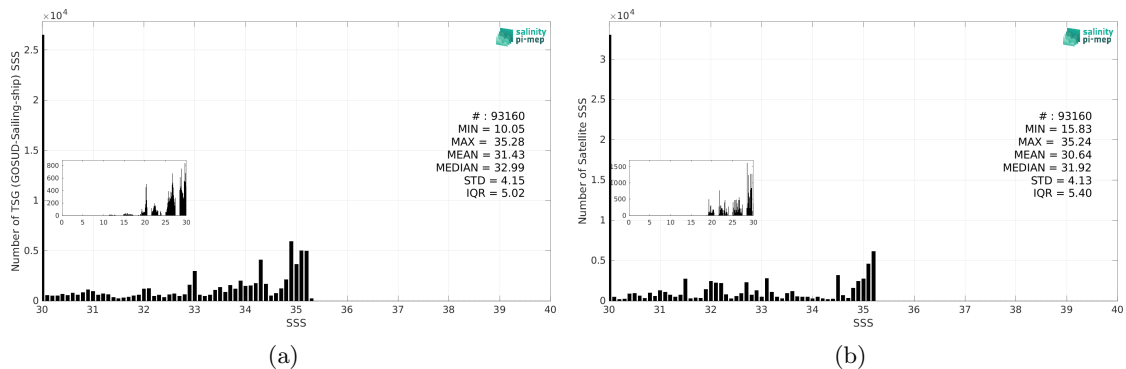 ×10⁴
2.5
2
1.5
1
0.5
0
Number of TSG (GOSUD-Sailing-ship) SSS
salinity
pi-mep
# : 93160
MIN = 10.05
MAX = 35.28
MEAN = 31.43
MEDIAN = 32.99
STD = 4.15
IQR = 5.02
800
600
400
200
0
0 5 10 15 20 25 30
30 31 32 33 34 35 36 37 38 39 40
SSS
(a)
×10⁴
3.5
3
2.5
2
1.5
1
0.5
0
Number of Satellite SSS
salinity
pi-mep
# : 93160
MIN = 15.83
MAX = 35.24
MEAN = 30.64
MEDIAN = 31.92
STD = 4.13
IQR = 5.40
1500
1000
500
0
0 5 10 15 20 25 30
30 31 32 33 34 35 36 37 38 39 40
SSS
(b)